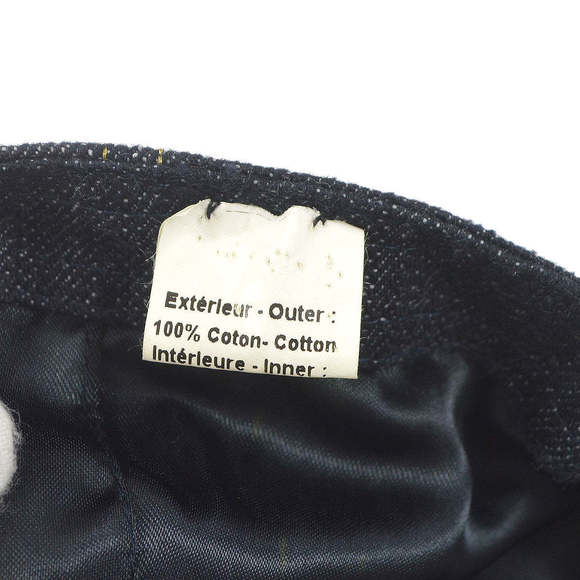 Extérieur - Outer :
100% Coton- Cotton
Intérieure - Inner :